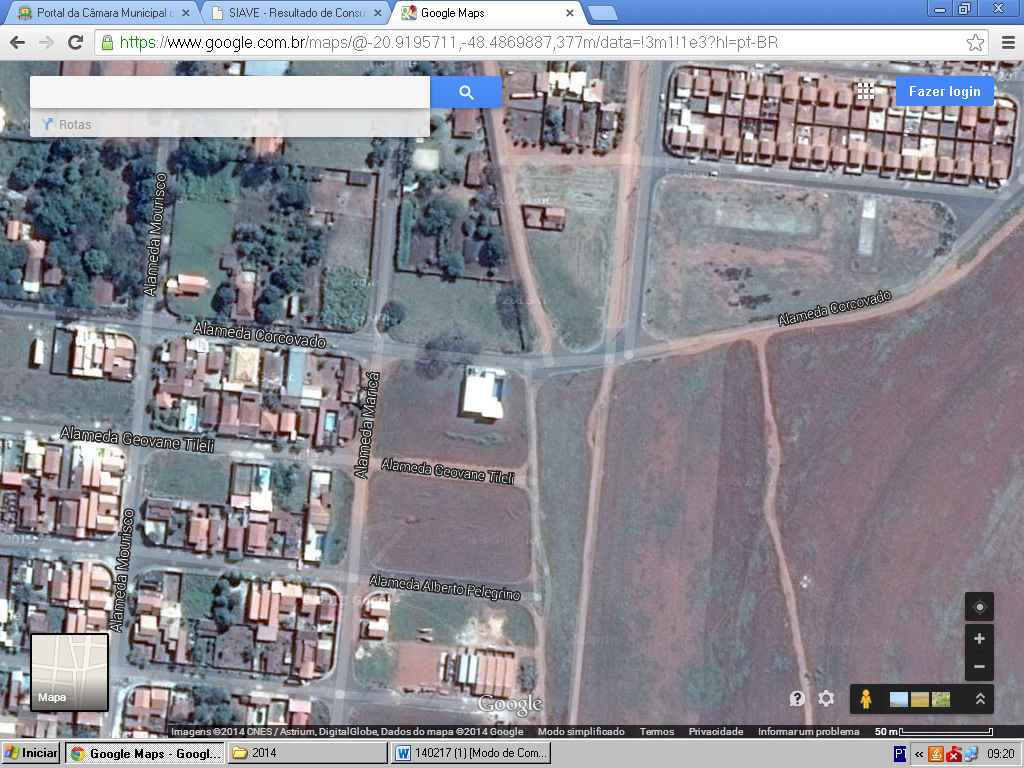 Portal da Câmara Municipal d
SIAVE - Resultado de Consu
Google Maps
https://www.google.com.br/maps/@-20.9195711,-48.4869887,377m/data=!3m1!1e3?hl=pt-BR
Fazer login
Rotas
Alameda Mourisco
Alameda Corcovado
Alameda Corcovado
Alameda Maricá
Alameda Geovane Tileli
Alameda Geovane Tileli
Alameda Mourisco
Alameda Alberto Pelegrino
Mapa
Google
Imagens ©2014 CNES / Astrium, DigitalGlobe, Dados do mapa ©2014 Google
Modo simplificado
Termos
Privacidade
Informar um problema
50 m
Iniciar
Google Maps - Googl...
2014
140217 (1) [Modo de Com...
PT
«
09:20